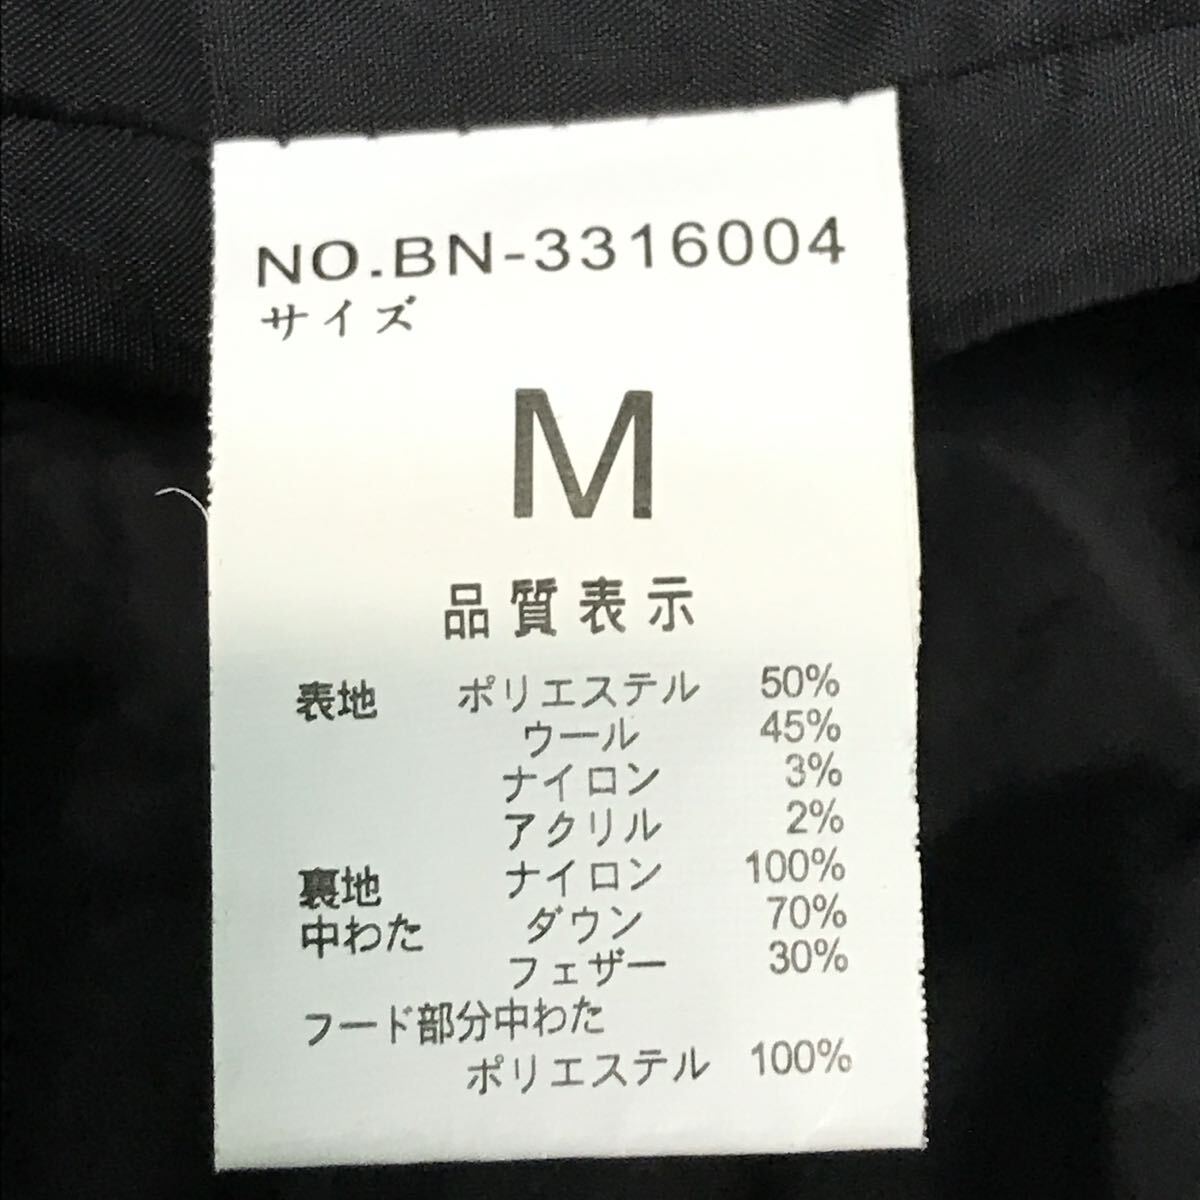 NO.BN-3316004
サイズ
M
品質表示
表地 ポリエステル 50%
ウール 45%
ナイロン 3%
アクリル 2%
裏地 ナイロン 100%
中わた ダウン 70%
フェザー 30%
フード部分中わた
ポリエステル 100%